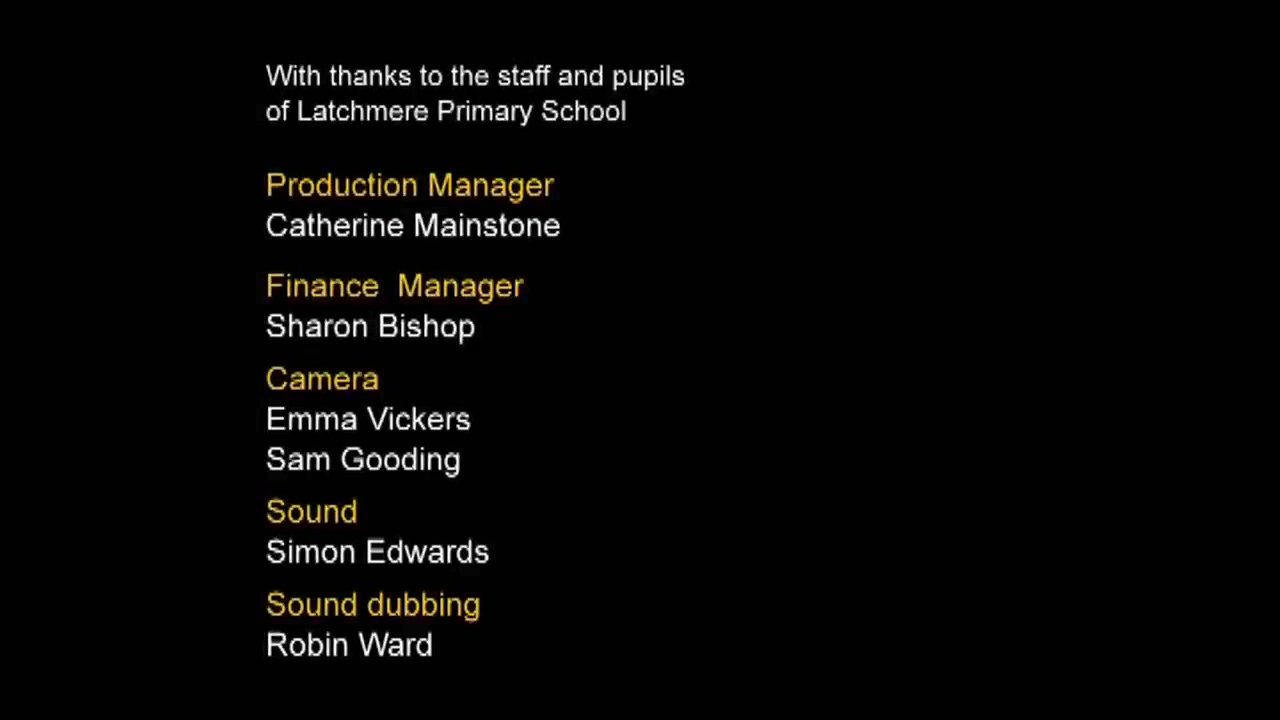 With thanks to the staff and pupils
of Latchmere Primary School
Production Manager
Catherine Mainstone
Finance  Manager
Sharon Bishop
Camera
Emma Vickers
Sam Gooding
Sound
Simon Edwards
Sound dubbing
Robin Ward